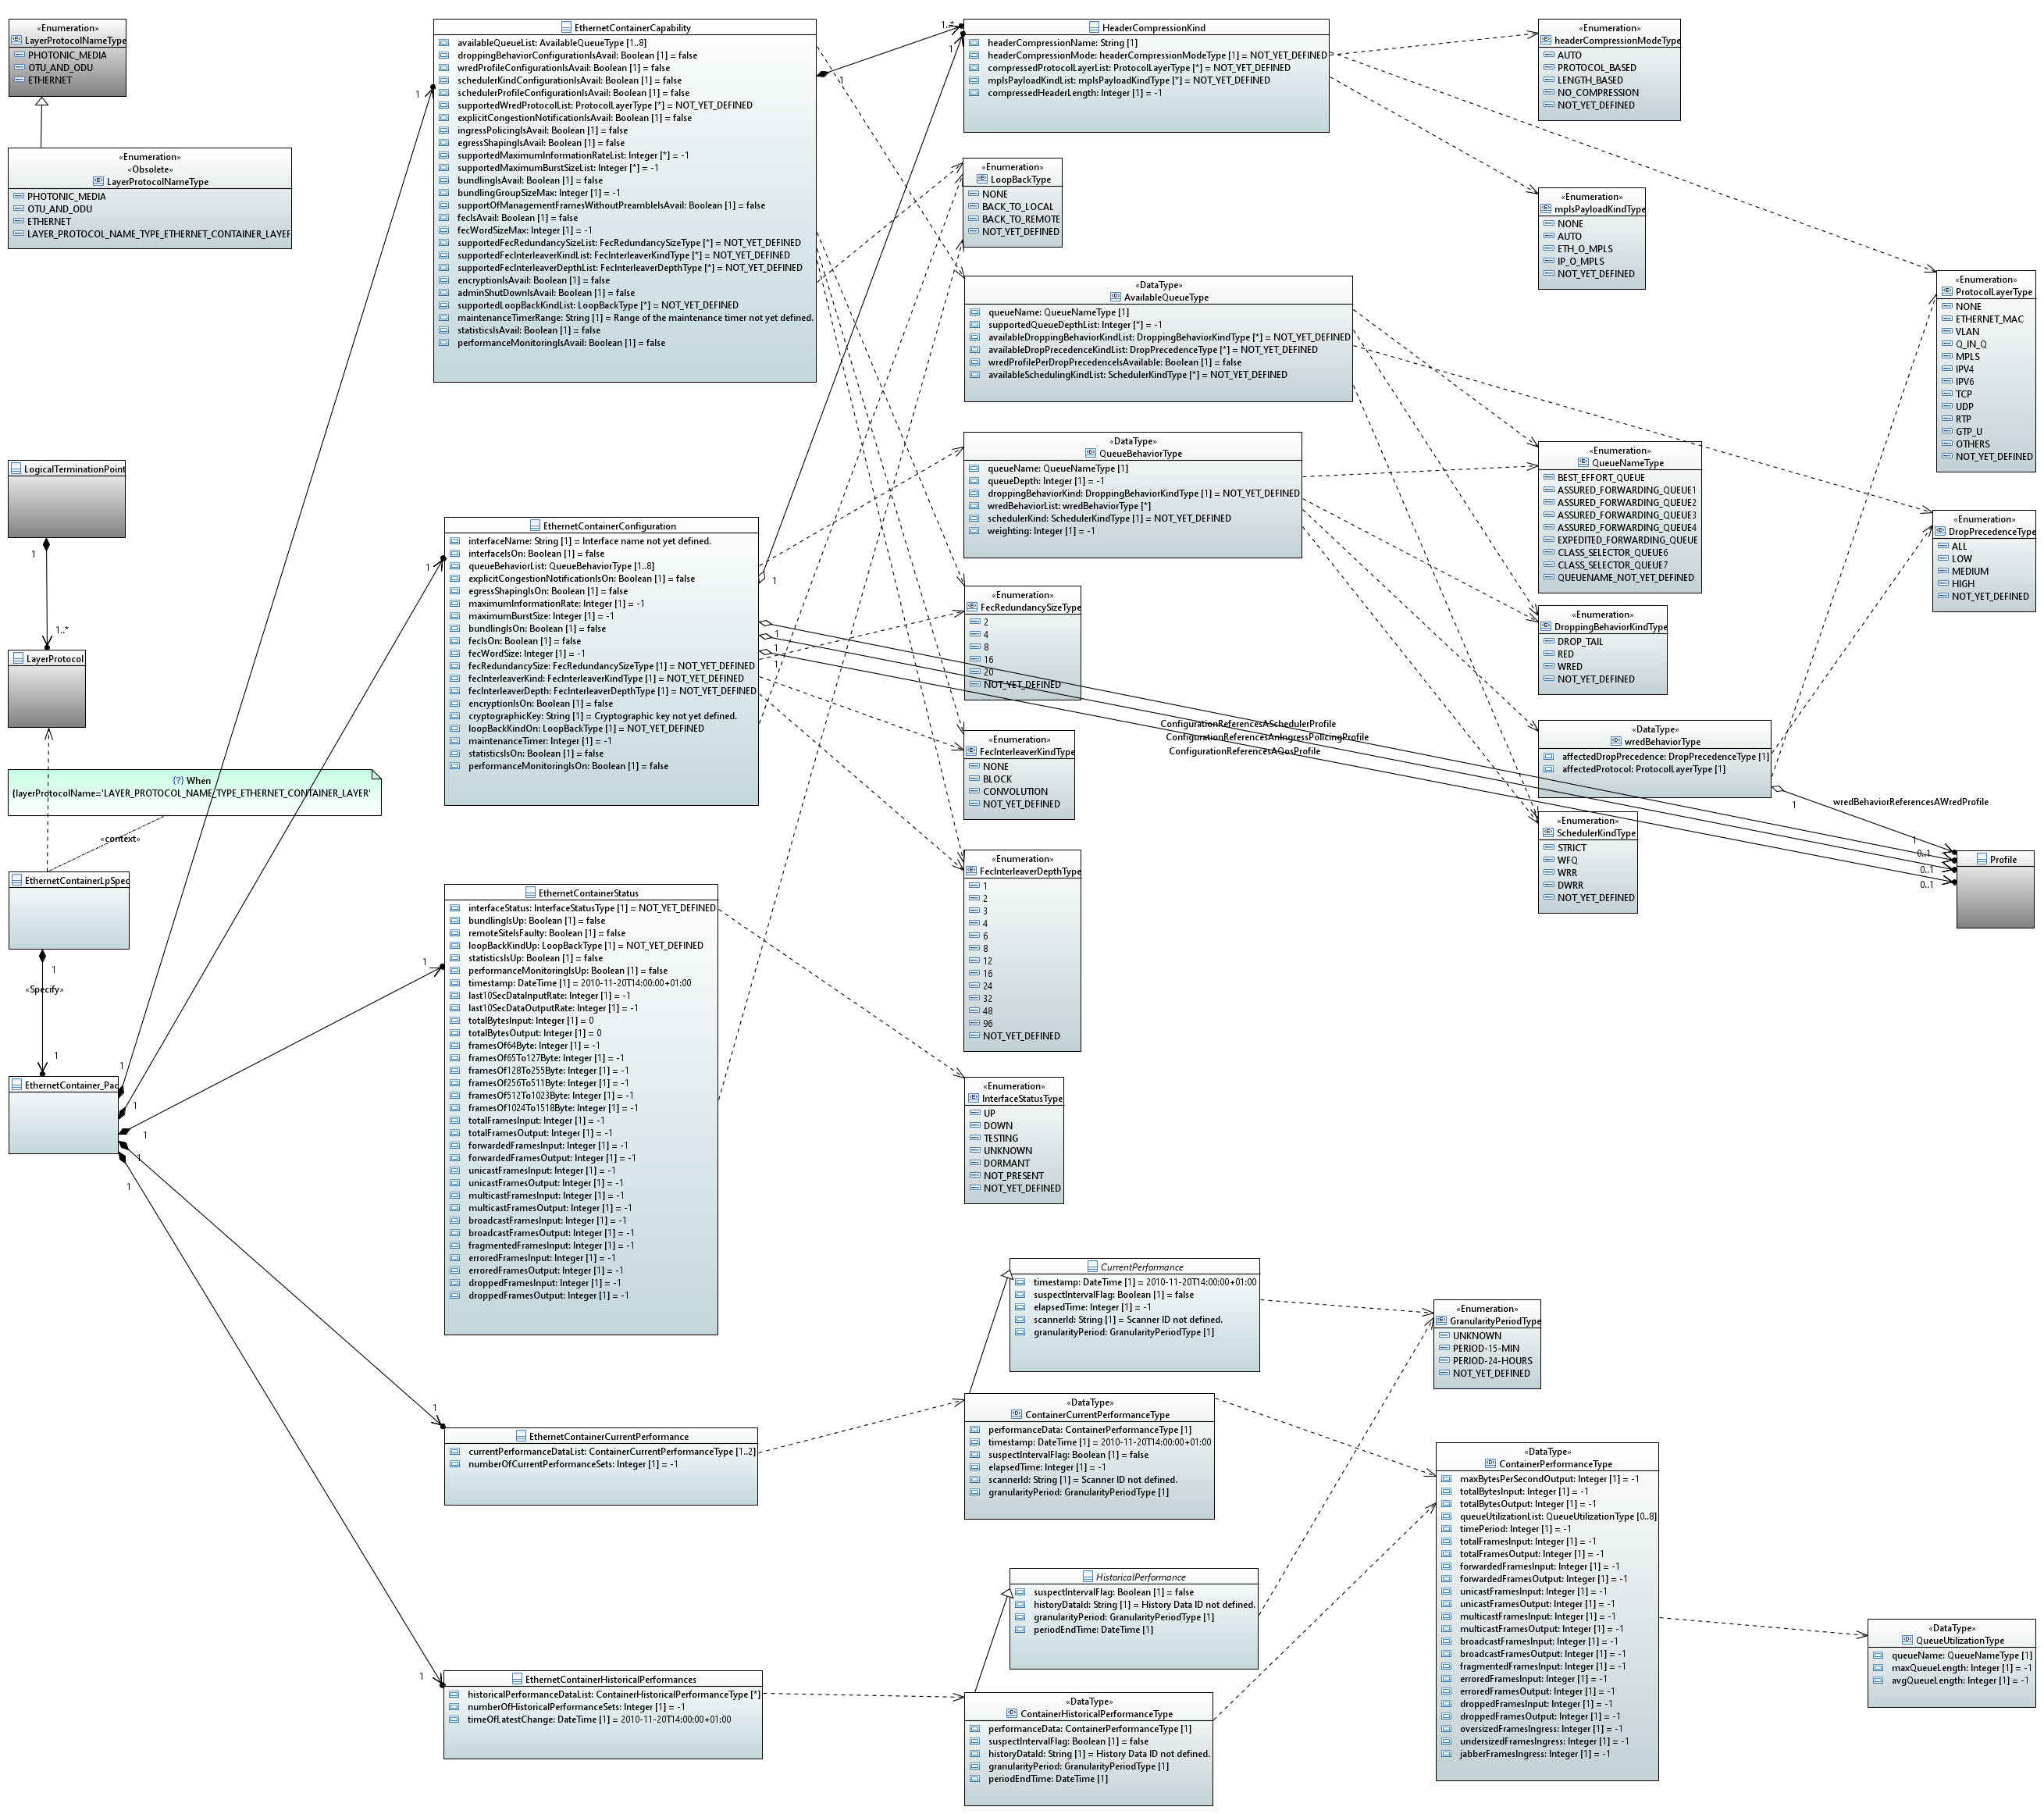 «Enumeration»
LayerProtocolNameType
PHOTONIC_MEDIA
OTU_AND_ODU
ETHERNET
«Enumeration»
«Obsolete»
LayerProtocolNameType
PHOTONIC_MEDIA
OTU_AND_ODU
ETHERNET
LAYER_PROTOCOL_NAME_TYPE_ETHERNET_CONTAINER_LAYER
LogicalTerminationPoint
1
1..*
LayerProtocol
{?} When
{layerProtocolName='LAYER_PROTOCOL_NAME_TYPE_ETHERNET_CONTAINER_LAYER'
«context»
EthernetContainerLpSpec
1
«Specify»
1
EthernetContainer_Pac
1
1
1
1
1
1
EthernetContainerCapability
availableQueueList: AvailableQueueType [1..8]
droppingBehaviorConfigurationIsAvail: Boolean [1] = false
wredProfileConfigurationIsAvail: Boolean [1] = false
schedulerKindConfigurationIsAvail: Boolean [1] = false
schedulerProfileConfigurationIsAvail: Boolean [1] = false
supportedWredProtocolList: ProtocolLayerType [*] = NOT_YET_DEFINED
explicitCongestionNotificationIsAvail: Boolean [1] = false
ingressPolicingIsAvail: Boolean [1] = false
egressShapingIsAvail: Boolean [1] = false
supportedMaximumInformationRateList: Integer [*] = -1
supportedMaximumBurstSizeList: Integer [*] = -1
bundlingIsAvail: Boolean [1] = false
bundlingGroupSizeMax: Integer [1] = -1
supportOfManagementFramesWithoutPreambleIsAvail: Boolean [1] = false
fecIsAvail: Boolean [1] = false
fecWordSizeMax: Integer [1] = -1
supportedFecRedundancySizeList: FecRedundancySizeType [*] = NOT_YET_DEFINED
supportedFecInterleaverKindList: FecInterleaverKindType [*] = NOT_YET_DEFINED
supportedFecInterleaverDepthList: FecInterleaverDepthType [*] = NOT_YET_DEFINED
encryptionIsAvail: Boolean [1] = false
adminShutDownIsAvail: Boolean [1] = false
supportedLoopBackKindList: LoopBackType [*] = NOT_YET_DEFINED
maintenanceTimerRange: String [1] = Range of the maintenance timer not yet defined.
statisticsIsAvail: Boolean [1] = false
performanceMonitoringIsAvail: Boolean [1] = false
1
1..*
1
1
EthernetContainerConfiguration
interfaceName: String [1] = Interface name not yet defined.
interfaceIsOn: Boolean [1] = false
queueBehaviorList: QueueBehaviorType [1..8]
explicitCongestionNotificationIsOn: Boolean [1] = false
egressShapingIsOn: Boolean [1] = false
maximumInformationRate: Integer [1] = -1
maximumBurstSize: Integer [1] = -1
bundlingIsOn: Boolean [1] = false
fecIsOn: Boolean [1] = false
fecWordSize: Integer [1] = -1
fecRedundancySize: FecRedundancySizeType [1] = NOT_YET_DEFINED
fecInterleaverKind: FecInterleaverKindType [1] = NOT_YET_DEFINED
fecInterleaverDepth: FecInterleaverDepthType [1] = NOT_YET_DEFINED
encryptionIsOn: Boolean [1] = false
cryptographicKey: String [1] = Cryptographic key not yet defined.
loopBackKindOn: LoopBackType [1] = NOT_YET_DEFINED
maintenanceTimer: Integer [1] = -1
statisticsIsOn: Boolean [1] = false
performanceMonitoringIsOn: Boolean [1] = false
1
1
1
1
EthernetContainerStatus
interfaceStatus: InterfaceStatusType [1] = NOT_YET_DEFINED
bundlingIsUp: Boolean [1] = false
remoteSiteIsFaulty: Boolean [1] = false
loopBackKindUp: LoopBackType [1] = NOT_YET_DEFINED
statisticsIsUp: Boolean [1] = false
performanceMonitoringIsUp: Boolean [1] = false
timestamp: DateTime [1] = 2010-11-20T14:00:00+01:00
last10SecDataInputRate: Integer [1] = -1
last10SecDataOutputRate: Integer [1] = -1
totalBytesInput: Integer [1] = 0
totalBytesOutput: Integer [1] = 0
framesOf64Byte: Integer [1] = -1
framesOf65To127Byte: Integer [1] = -1
framesOf128To255Byte: Integer [1] = -1
framesOf256To511Byte: Integer [1] = -1
framesOf512To1023Byte: Integer [1] = -1
framesOf1024To1518Byte: Integer [1] = -1
totalFramesInput: Integer [1] = -1
totalFramesOutput: Integer [1] = -1
forwardedFramesInput: Integer [1] = -1
forwardedFramesOutput: Integer [1] = -1
unicastFramesInput: Integer [1] = -1
unicastFramesOutput: Integer [1] = -1
multicastFramesInput: Integer [1] = -1
multicastFramesOutput: Integer [1] = -1
broadcastFramesInput: Integer [1] = -1
broadcastFramesOutput: Integer [1] = -1
fragmentedFramesInput: Integer [1] = -1
erroredFramesInput: Integer [1] = -1
erroredFramesOutput: Integer [1] = -1
droppedFramesInput: Integer [1] = -1
droppedFramesOutput: Integer [1] = -1
1
EthernetContainerCurrentPerformance
currentPerformanceDataList: ContainerCurrentPerformanceType [1..2]
numberOfCurrentPerformanceSets: Integer [1] = -1
1
EthernetContainerHistoricalPerformances
historicalPerformanceDataList: ContainerHistoricalPerformanceType [*]
numberOfHistoricalPerformanceSets: Integer [1] = -1
timeOfLatestChange: DateTime [1] = 2010-11-20T14:00:00+01:00
HeaderCompressionKind
headerCompressionName: String [1]
headerCompressionMode: headerCompressionModeType [1] = NOT_YET_DEFINED
compressedProtocolLayerList: ProtocolLayerType [*] = NOT_YET_DEFINED
mplsPayloadKindList: mplsPayloadKindType [*] = NOT_YET_DEFINED
compressedHeaderLength: Integer [1] = -1
«Enumeration»
LoopBackType
NONE
BACK_TO_LOCAL
BACK_TO_REMOTE
NOT_YET_DEFINED
«DataType»
AvailableQueueType
queueName: QueueNameType [1]
supportedQueueDepthList: Integer [*] = -1
availableDroppingBehaviorKindList: DroppingBehaviorKindType [*] = NOT_YET_DEFINED
availableDropPrecedenceKindList: DropPrecedenceType [*] = NOT_YET_DEFINED
wredProfilePerDropPrecedenceIsAvailable: Boolean [1] = false
availableSchedulingKindList: SchedulerKindType [*] = NOT_YET_DEFINED
«DataType»
QueueBehaviorType
queueName: QueueNameType [1]
queueDepth: Integer [1] = -1
droppingBehaviorKind: DroppingBehaviorKindType [1] = NOT_YET_DEFINED
wredBehaviorList: wredBehaviorType [*]
schedulerKind: SchedulerKindType [1] = NOT_YET_DEFINED
weighting: Integer [1] = -1
«Enumeration»
FecRedundancySizeType
2
4
8
16
20
NOT_YET_DEFINED
ConfigurationReferencesASchedulerProfile
ConfigurationReferencesAnIngressPolicingProfile
ConfigurationReferencesAQosProfile
«Enumeration»
FecInterleaverKindType
NONE
BLOCK
CONVOLUTION
NOT_YET_DEFINED
«Enumeration»
FecInterleaverDepthType
1
2
3
4
6
8
12
16
24
32
48
96
NOT_YET_DEFINED
«Enumeration»
InterfaceStatusType
UP
DOWN
TESTING
UNKNOWN
DORMANT
NOT_PRESENT
NOT_YET_DEFINED
CurrentPerformance
timestamp: DateTime [1] = 2010-11-20T14:00:00+01:00
suspectIntervalFlag: Boolean [1] = false
elapsedTime: Integer [1] = -1
scannerId: String [1] = Scanner ID not defined.
granularityPeriod: GranularityPeriodType [1]
«DataType»
ContainerCurrentPerformanceType
performanceData: ContainerPerformanceType [1]
timestamp: DateTime [1] = 2010-11-20T14:00:00+01:00
suspectIntervalFlag: Boolean [1] = false
elapsedTime: Integer [1] = -1
scannerId: String [1] = Scanner ID not defined.
granularityPeriod: GranularityPeriodType [1]
HistoricalPerformance
suspectIntervalFlag: Boolean [1] = false
historyDataId: String [1] = History Data ID not defined.
granularityPeriod: GranularityPeriodType [1]
periodEndTime: DateTime [1]
«DataType»
ContainerHistoricalPerformanceType
performanceData: ContainerPerformanceType [1]
suspectIntervalFlag: Boolean [1] = false
historyDataId: String [1] = History Data ID not defined.
granularityPeriod: GranularityPeriodType [1]
periodEndTime: DateTime [1]
«Enumeration»
headerCompressionModeType
AUTO
PROTOCOL_BASED
LENGTH_BASED
NO_COMPRESSION
NOT_YET_DEFINED
«Enumeration»
mplsPayloadKindType
NONE
AUTO
ETH_O_MPLS
IP_O_MPLS
NOT_YET_DEFINED
«Enumeration»
ProtocolLayerType
NONE
ETHERNET_MAC
VLAN
Q_IN_Q
MPLS
IPV4
IPV6
TCP
UDP
RTP
GTP_U
OTHERS
NOT_YET_DEFINED
«Enumeration»
QueueNameType
BEST_EFFORT_QUEUE
ASSURED_FORWARDING_QUEUE1
ASSURED_FORWARDING_QUEUE2
ASSURED_FORWARDING_QUEUE3
ASSURED_FORWARDING_QUEUE4
EXPEDITED_FORWARDING_QUEUE
CLASS_SELECTOR_QUEUE6
CLASS_SELECTOR_QUEUE7
QUEUENAME_NOT_YET_DEFINED
«Enumeration»
DropPrecedenceType
ALL
LOW
MEDIUM
HIGH
NOT_YET_DEFINED
«Enumeration»
DroppingBehaviorKindType
DROP_TAIL
RED
WRED
NOT_YET_DEFINED
«DataType»
wredBehaviorType
affectedDropPrecedence: DropPrecedenceType [1]
affectedProtocol: ProtocolLayerType [1]
1
wredBehaviorReferencesAWredProfile
«Enumeration»
SchedulerKindType
STRICT
WFQ
WRR
DWRR
NOT_YET_DEFINED
1
0..1
0..1
0..1
Profile
«Enumeration»
GranularityPeriodType
UNKNOWN
PERIOD-15-MIN
PERIOD-24-HOURS
NOT_YET_DEFINED
«DataType»
ContainerPerformanceType
maxBytesPerSecondOutput: Integer [1] = -1
totalBytesInput: Integer [1] = -1
totalBytesOutput: Integer [1] = -1
queueUtilizationList: QueueUtilizationType [0..8]
timePeriod: Integer [1] = -1
totalFramesInput: Integer [1] = -1
totalFramesOutput: Integer [1] = -1
forwardedFramesInput: Integer [1] = -1
forwardedFramesOutput: Integer [1] = -1
unicastFramesInput: Integer [1] = -1
unicastFramesOutput: Integer [1] = -1
multicastFramesInput: Integer [1] = -1
multicastFramesOutput: Integer [1] = -1
broadcastFramesInput: Integer [1] = -1
broadcastFramesOutput: Integer [1] = -1
fragmentedFramesInput: Integer [1] = -1
erroredFramesInput: Integer [1] = -1
erroredFramesOutput: Integer [1] = -1
droppedFramesInput: Integer [1] = -1
droppedFramesOutput: Integer [1] = -1
oversizedFramesIngress: Integer [1] = -1
undersizedFramesIngress: Integer [1] = -1
jabberFramesIngress: Integer [1] = -1
«DataType»
QueueUtilizationType
queueName: QueueNameType [1]
maxQueueLength: Integer [1] = -1
avgQueueLength: Integer [1] = -1